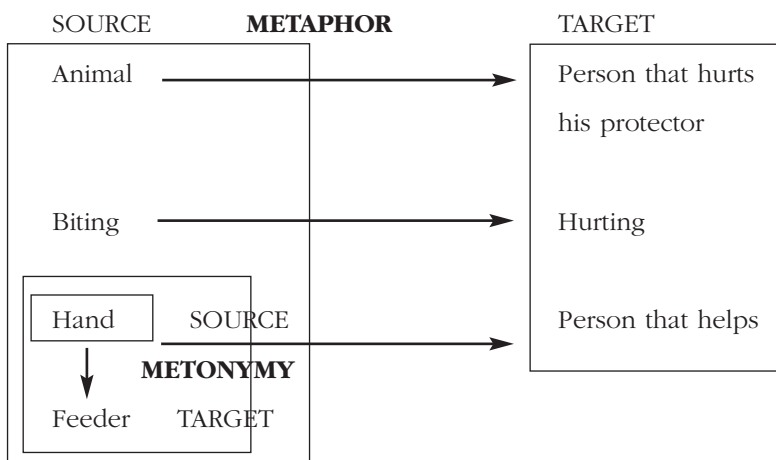 SOURCE METAPHOR TARGET
Animal Person that hurts
his protector
Biting Hurting
Hand SOURCE Person that helps
METONYMY
Feeder TARGET